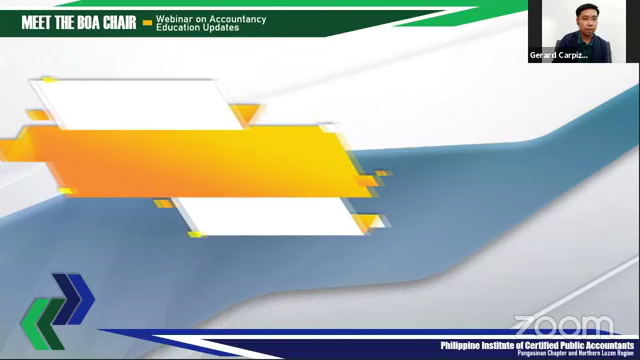 MEET THE BOA CHAIR
Webinar on Accountancy
Education Updates
Gerard Carpiz...
zoom
Philippine Institute of Certified Public Accountants
Pangasinan Chapter and Northern Luzon Region